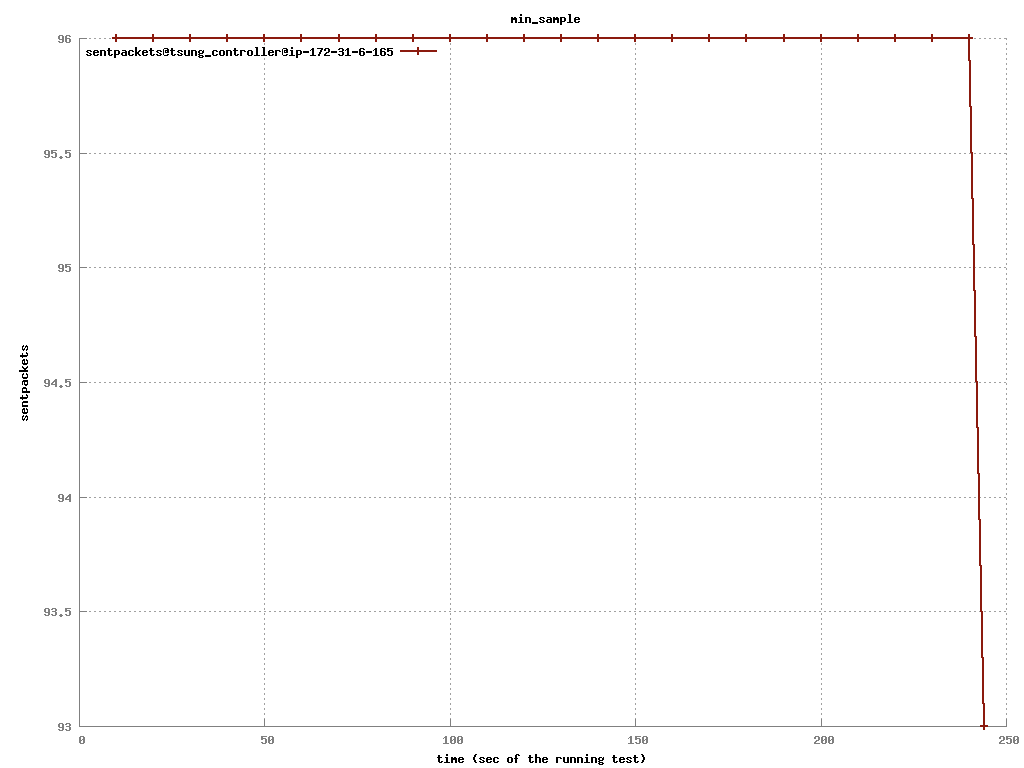 min_sample
96
sentpackets@tsung_controller@ip-172-31-6-165
95.5
95
sentpackets
94.5
94
93.5
93
0 50 100 150 200 250
time (sec of the running test)